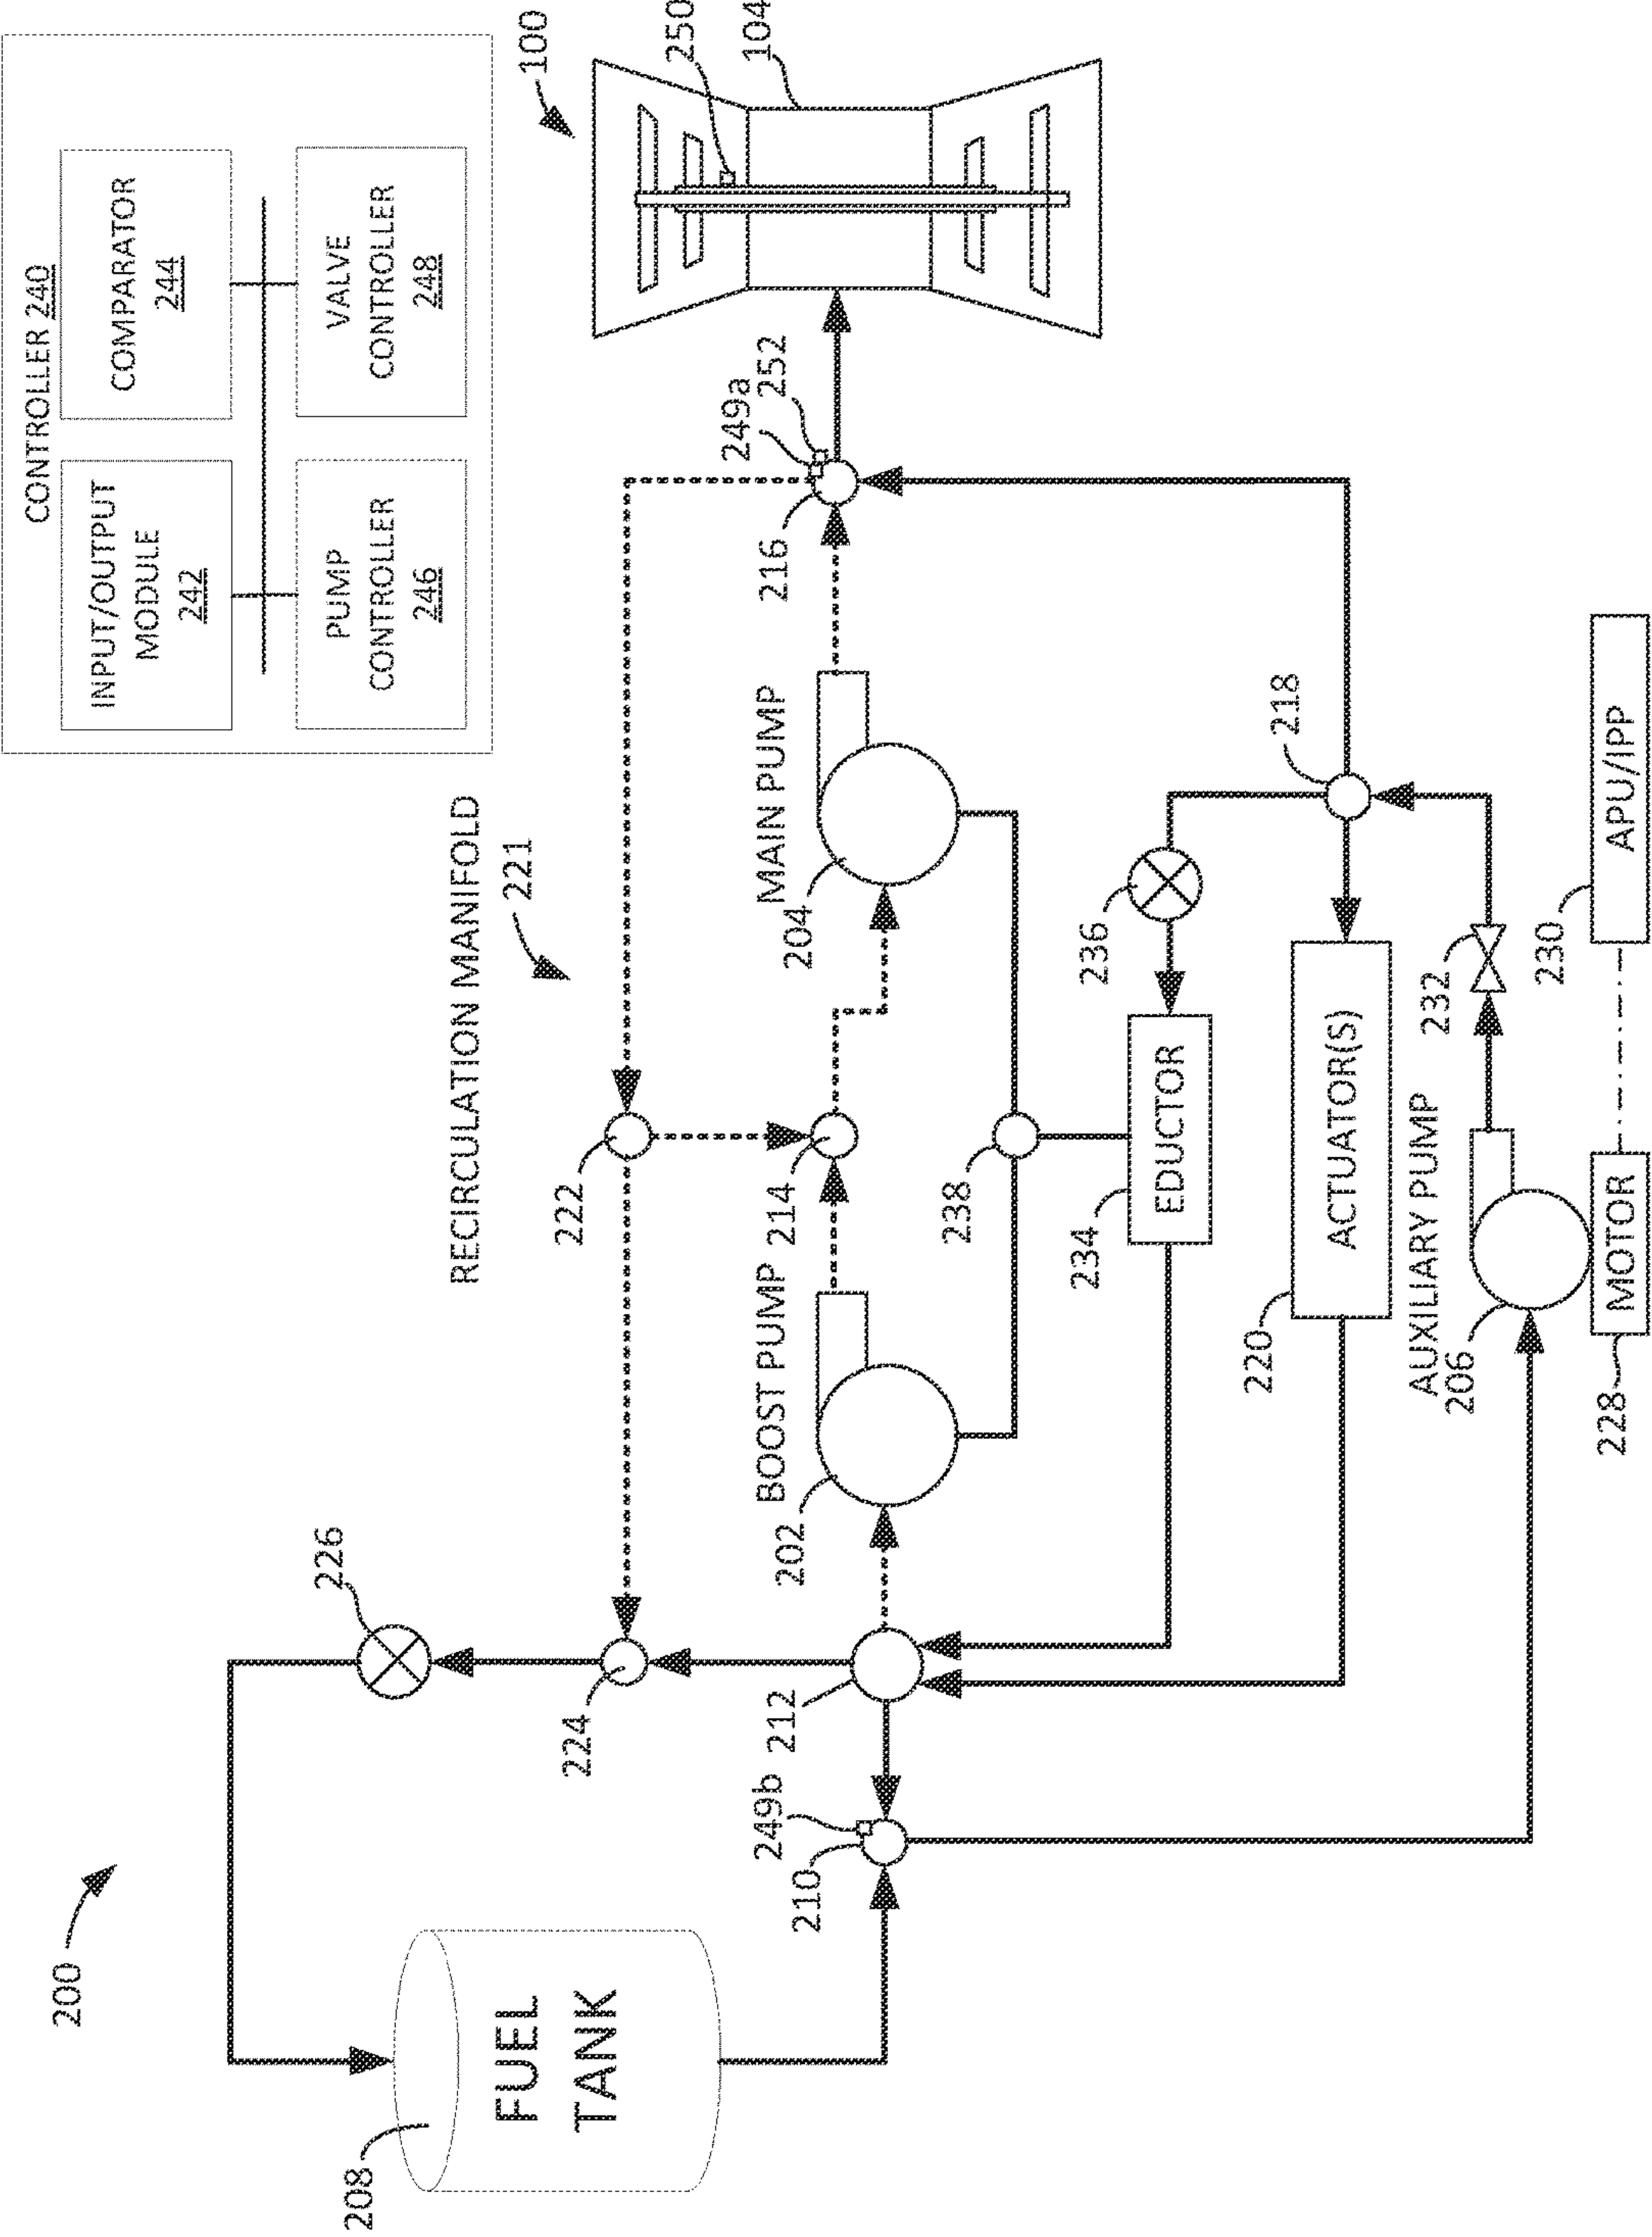 CONTROLLER 240
INPUT/OUTPUT
MODULE
242
COMPARATOR
244
PUMP
CONTROLLER
246
VALVE
CONTROLLER
248
200
226
208
FUEL
TANK
224
222
RECIRCULATION MANIFOLD
221
100
250
104
249b
210
212
BOOST PUMP
202
214
MAIN PUMP
204
216
249a
252
238
EDUCTOR
234
236
218
ACTUATOR(S)
220
AUXILIARY PUMP
206
232
MOTOR
228
APU/IPP
230